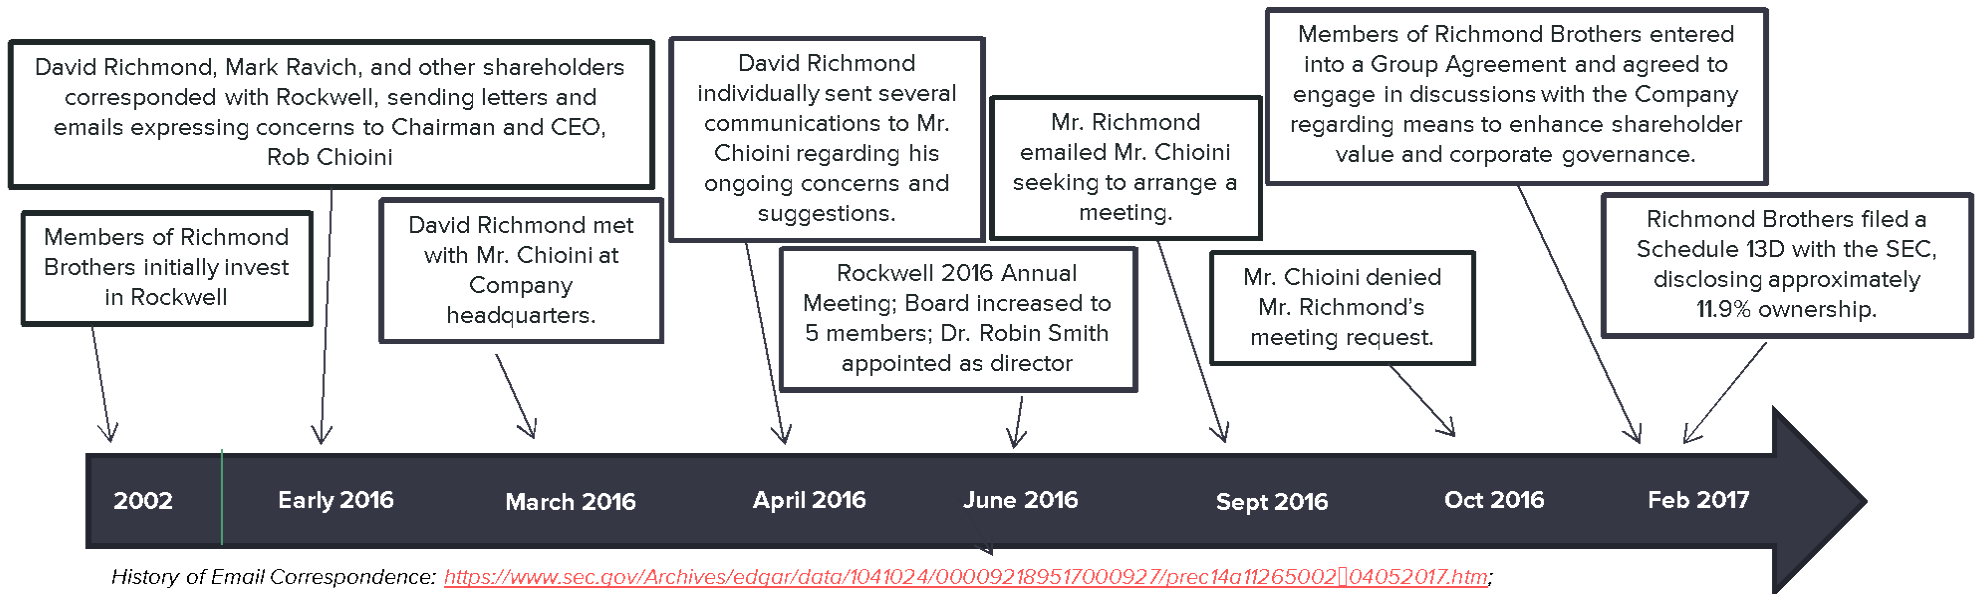 David Richmond, Mark Ravich, and other shareholders
corresponded with Rockwell, sending letters and
emails expressing concerns to Chairman and CEO,
Rob Chioini
Members of Richmond
Brothers initially invest
in Rockwell
David Richmond met
with Mr. Chioini at
Company
headquarters.
David Richmond
individually sent several
communications to Mr.
Chioini regarding his
ongoing concerns and
suggestions.
Rockwell 2016 Annual
Meeting; Board increased to
5 members; Dr. Robin Smith
appointed as director
Mr. Richmond
emailed Mr. Chioini
seeking to arrange a
meeting.
Mr. Chioini denied
Mr. Richmond's
meeting request.
Members of Richmond Brothers entered
into a Group Agreement and agreed to
engage in discussions with the Company
regarding means to enhance shareholder
value and corporate governance.
Richmond Brothers filed a
Schedule 13D with the SEC,
disclosing approximately
11.9% ownership.
2002 Early 2016 March 2016 April 2016 June 2016 Sept 2016 Oct 2016 Feb 2017
History of Email Correspondence: https://www.sec.gov/Archives/edgar/data/1041024/000092189517000927/prec14a11265002▯04052017.htm;